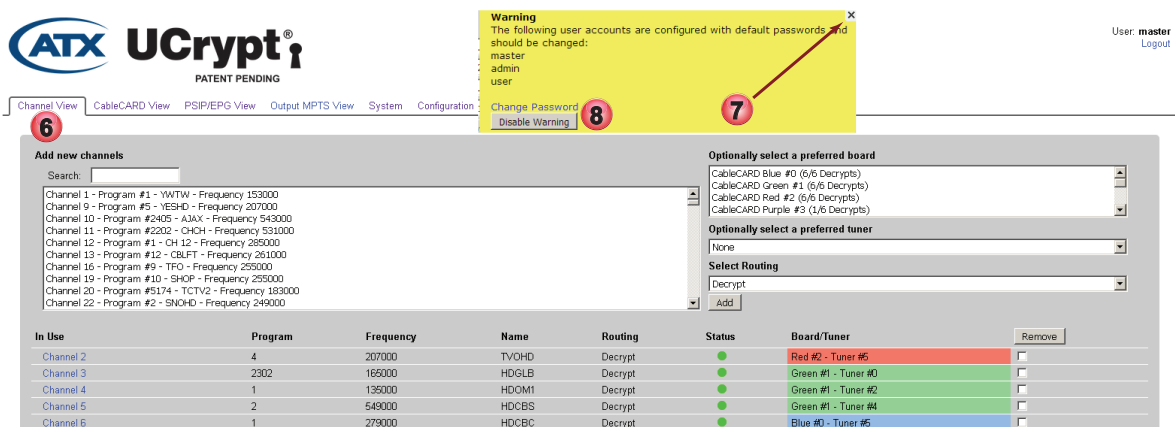 ATX UCrypt®
PATENT PENDING
Warning
The following user accounts are configured with default passwords and
should be changed:
master
admin
user
Change Password
Disable Warning
8
7
User: master
Logout
Channel View CableCARD View PSIP/EPG View Output MPTS View System Configuration
6
Add new channels
Search:
Channel 1 - Program #1 - YWTW - Frequency 153000
Channel 9 - Program #5 - YESHD - Frequency 207000
Channel 10 - Program #2405 - AJAX - Frequency 543000
Channel 11 - Program #2202 - CHCH - Frequency 531000
Channel 12 - Program #1 - CH 12 - Frequency 285000
Channel 13 - Program #12 - CBLFT - Frequency 261000
Channel 16 - Program #9 - TFO - Frequency 255000
Channel 19 - Program #10 - SHOP - Frequency 255000
Channel 20 - Program #5174 - TCTV2 - Frequency 183000
Channel 22 - Program #2 - SNOHD - Frequency 249000
Optionally select a preferred board
CableCARD Blue #0 (6/6 Decrypts)
CableCARD Green #1 (6/6 Decrypts)
CableCARD Red #2 (6/6 Decrypts)
CableCARD Purple #3 (1/6 Decrypts)
Optionally select a preferred tuner
None
Select Routing
Decrypt
Add
In Use Program Frequency Name Routing Status Board/Tuner Remove
Channel 2 4 207000 TVOHD Decrypt Red #2 - Tuner #5
Channel 3 2302 165000 HDGLB Decrypt Green #1 - Tuner #0
Channel 4 1 135000 HDOM1 Decrypt Green #1 - Tuner #2
Channel 5 2 549000 HDCBS Decrypt Green #1 - Tuner #4
Channel 6 1 279000 HDCBC Decrypt Blue #0 - Tuner #5